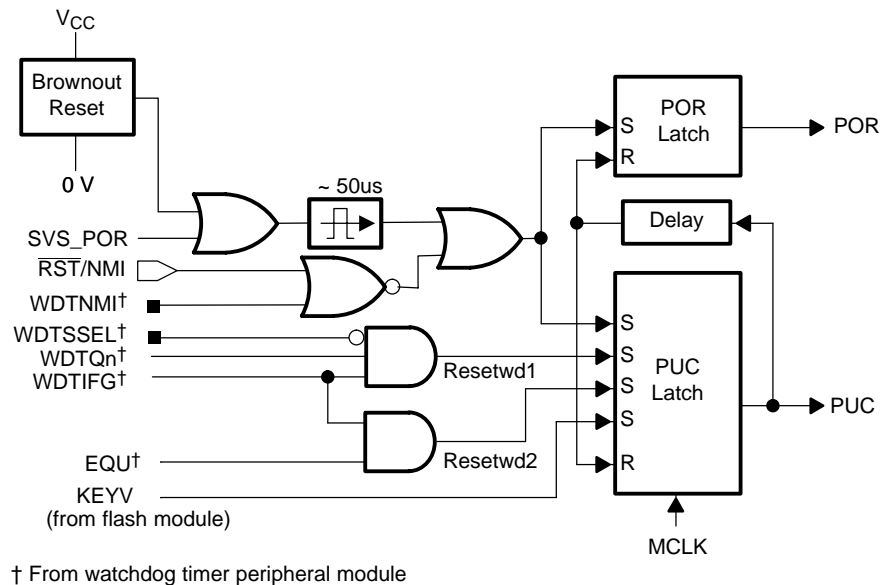 VCC
Brownout
Reset
0 V
~ 50us
SVS_POR
RST/NMI
WDTNMI†
WDTSSEL†
WDTQn†
WDTIFG†
EQU†
KEYV
(from flash module)
Resetwd1
Resetwd2
S
R
POR
Latch
POR
Delay
S
S
S
S
R
PUC
Latch
PUC
MCLK
† From watchdog timer peripheral module